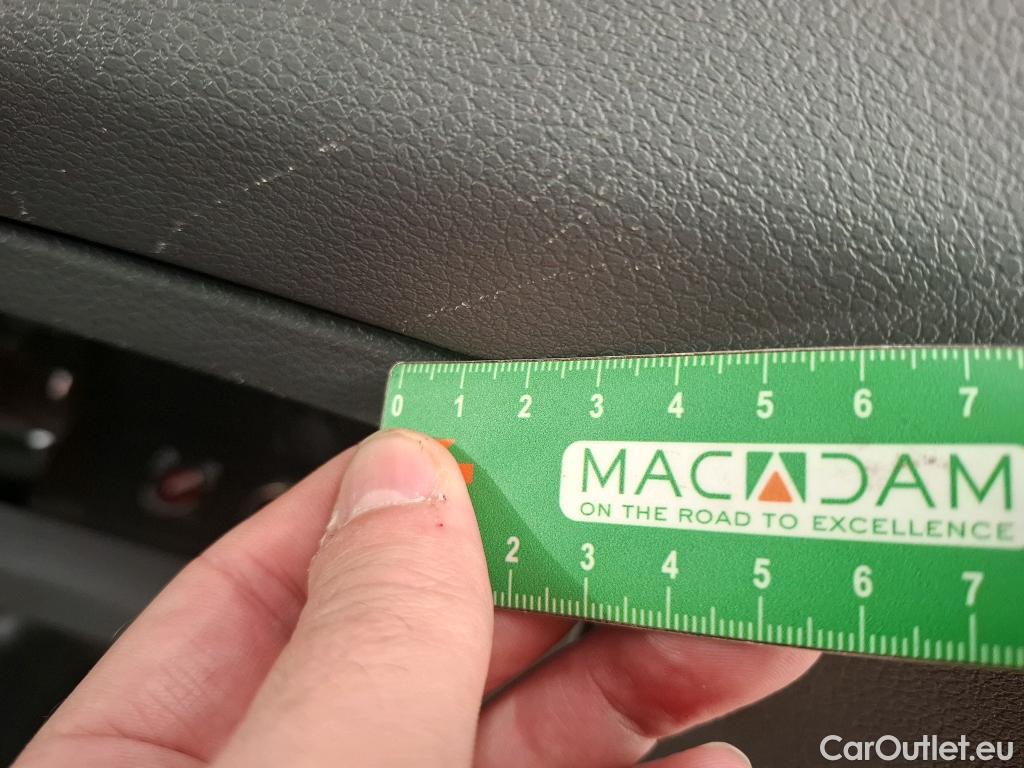 0 1 2 3 4 5 6 7
MACADAM
ON THE ROAD TO EXCELLENCE
2 3 4 5 6 7
CarOutlet.eu